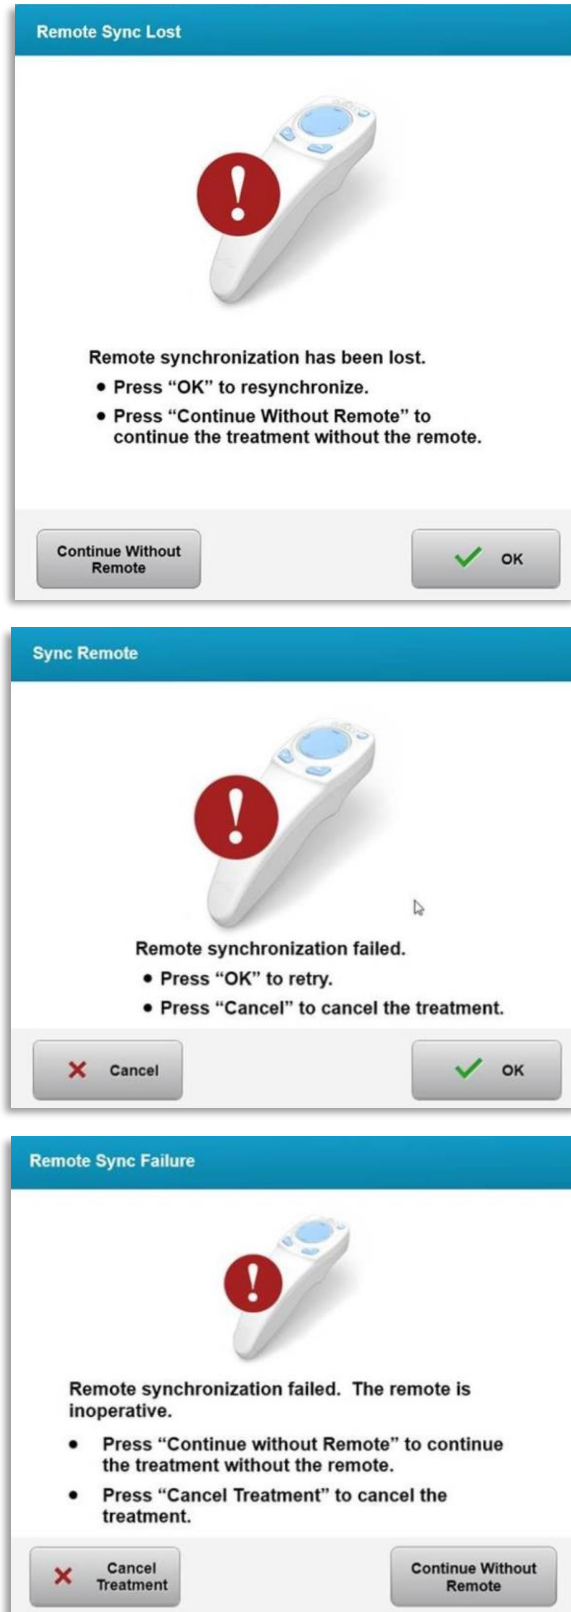 Remote Sync Lost
Remote synchronization has been lost.
● Press “OK” to resynchronize.
● Press “Continue Without Remote” to
continue the treatment without the remote.
Continue Without
Remote
OK
Sync Remote
Remote synchronization failed.
● Press “OK” to retry.
● Press “Cancel” to cancel the treatment.
Cancel
OK
Remote Sync Failure
Remote synchronization failed.  The remote is
inoperative.
● Press “Continue without Remote” to continue
the treatment without the remote.
● Press “Cancel Treatment” to cancel the
treatment.
Cancel
Treatment
Continue Without
Remote